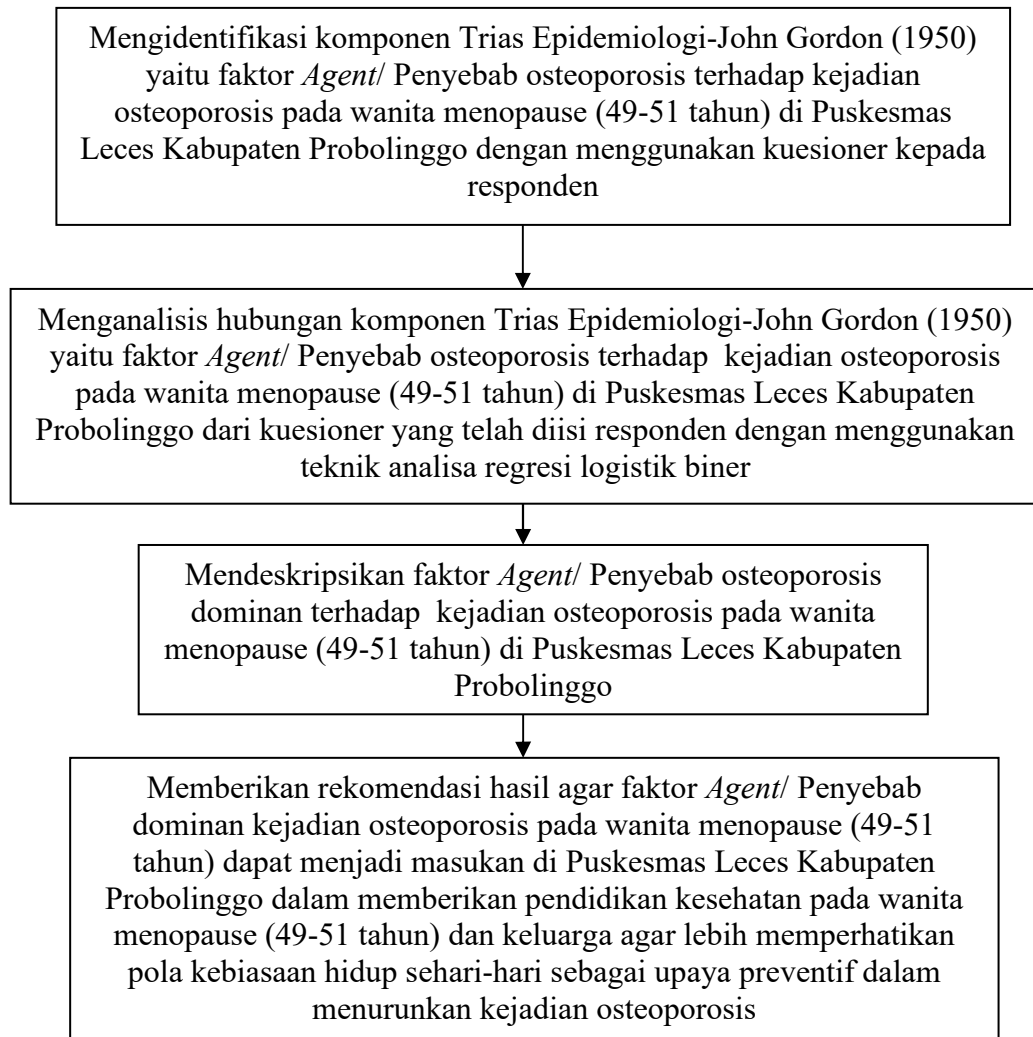 Mengidentifikasi komponen Trias Epidemiologi-John Gordon (1950)
yaitu faktor Agent/ Penyebab osteoporosis terhadap kejadian
osteoporosis pada wanita menopause (49-51 tahun) di Puskesmas
Leces Kabupaten Probolinggo dengan menggunakan kuesioner kepada
responden
Menganalisis hubungan komponen Trias Epidemiologi-John Gordon (1950)
yaitu faktor Agent/ Penyebab osteoporosis terhadap  kejadian osteoporosis
pada wanita menopause (49-51 tahun) di Puskesmas Leces Kabupaten
Probolinggo dari kuesioner yang telah diisi responden dengan menggunakan
teknik analisa regresi logistik biner
Mendeskripsikan faktor Agent/ Penyebab osteoporosis
dominan terhadap  kejadian osteoporosis pada wanita
menopause (49-51 tahun) di Puskesmas Leces Kabupaten
Probolinggo
Memberikan rekomendasi hasil agar faktor Agent/ Penyebab
dominan kejadian osteoporosis pada wanita menopause (49-51
tahun) dapat menjadi masukan di Puskesmas Leces Kabupaten
Probolinggo dalam memberikan pendidikan kesehatan pada wanita
menopause (49-51 tahun) dan keluarga agar lebih memperhatikan
pola kebiasaan hidup sehari-hari sebagai upaya preventif dalam
menurunkan kejadian osteoporosis